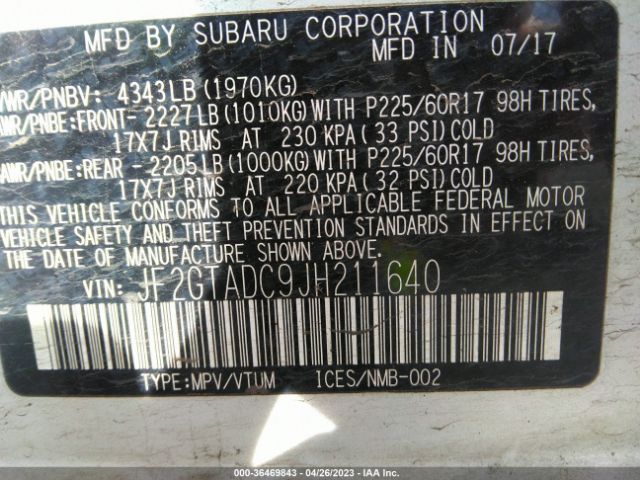 MFD BY SUBARU CORPORATION
MFD IN 07/17
VWR/PNBV: 4343LB (1970KG)
AWR/PNBE:FRONT- 2227LB (1010KG) WITH P225/60R17 98H TIRES,
17X7J RIMS AT 230 KPA ( 33 PSI) COLD
AWR/PNBE:REAR - 2205LB (1000KG) WITH P225/60R17 98H TIRES,
17X7J RIMS AT 220 KPA ( 32 PSI) COLD
THIS VEHICLE CONFORMS TO ALL APPLICABLE FEDERAL MOTOR
VEHICLE SAFETY AND THEFT PREVENTION STANDARDS IN EFFECT ON
THE DATE OF MANUFACTURE SHOWN ABOVE.
VIN: JF2GTADC9JH211640
TYPE:MPV/VTUM ICES/NMB-002
000-36469843 - 04/26/2023 - IAA Inc.